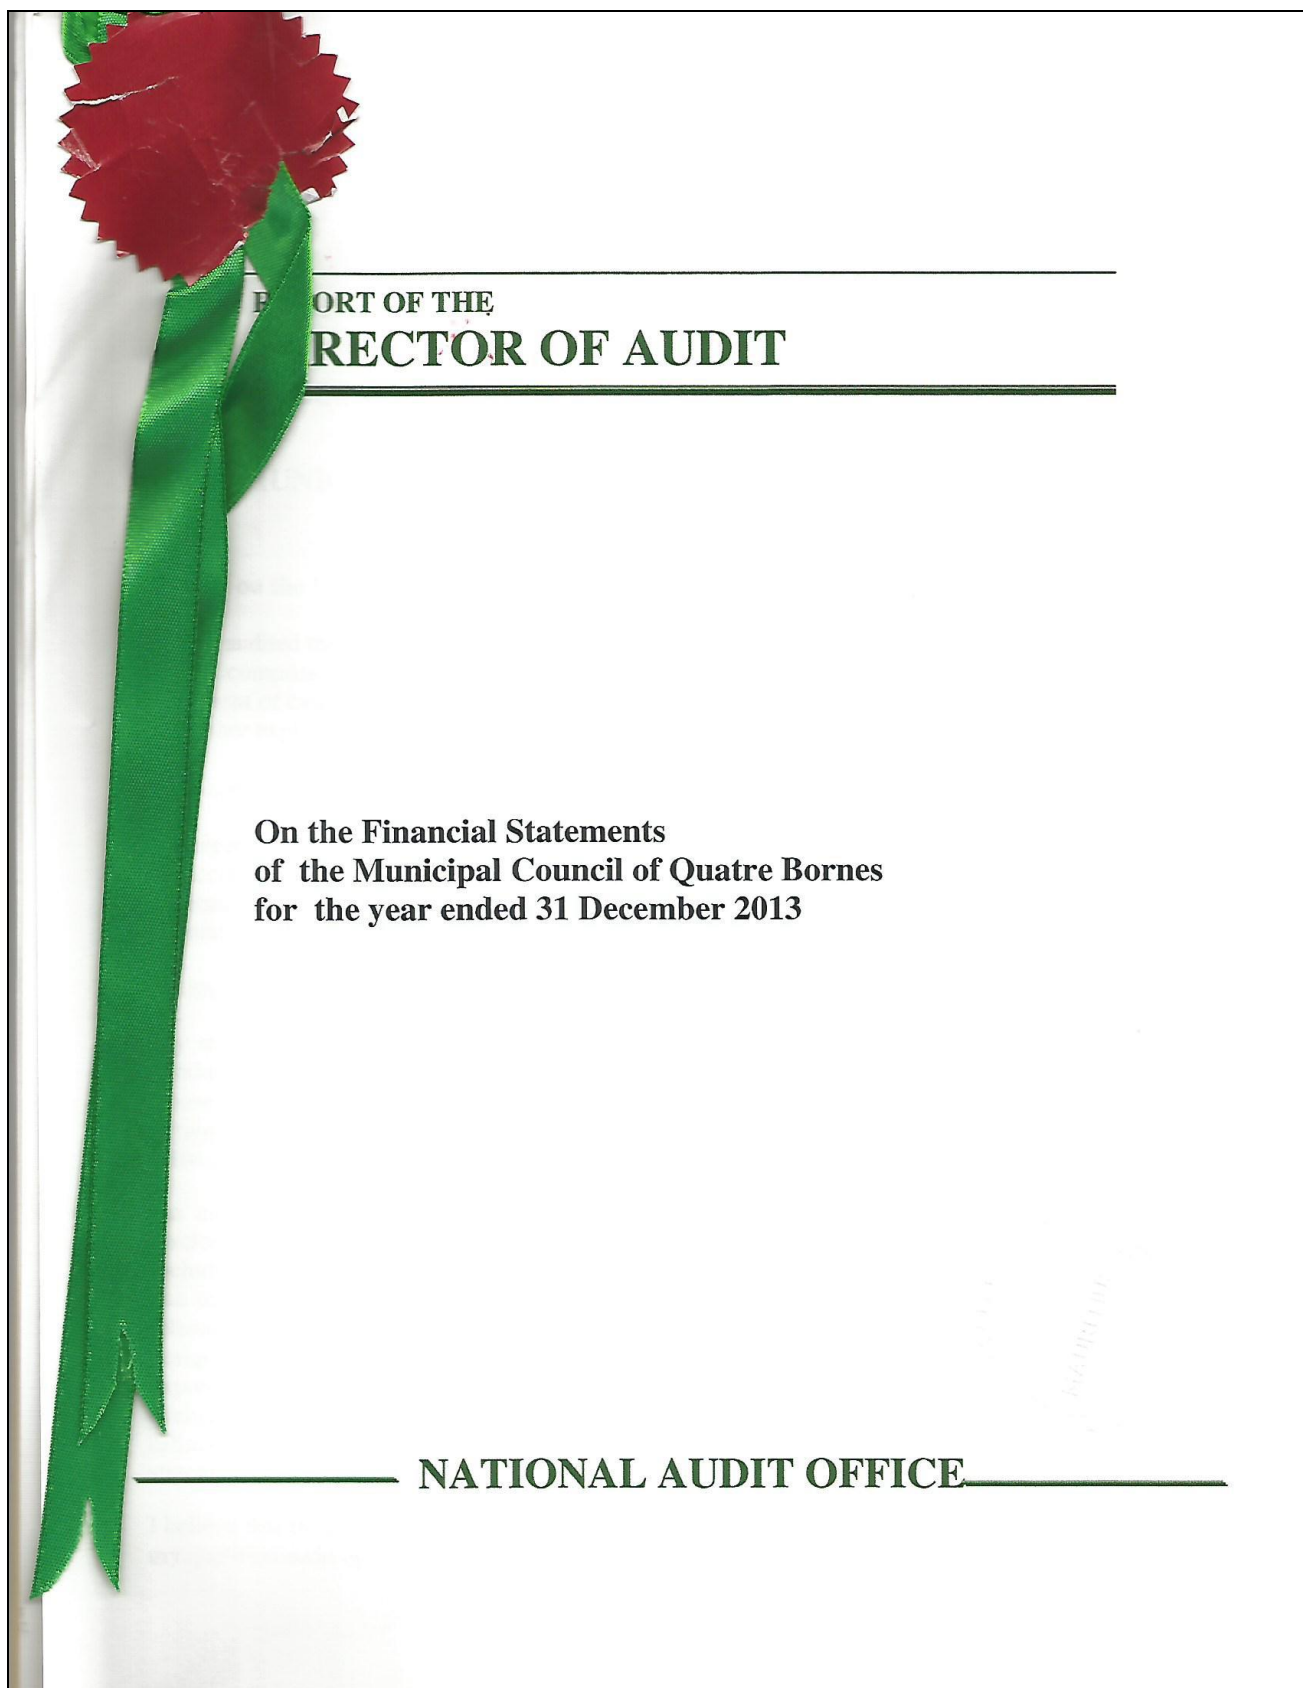 ORT OF THE
RECTOR OF AUDIT
On the Financial Statements
of the Municipal Council of Quatre Bornes
for the year ended 31 December 2013
NATIONAL AUDIT OFFICE